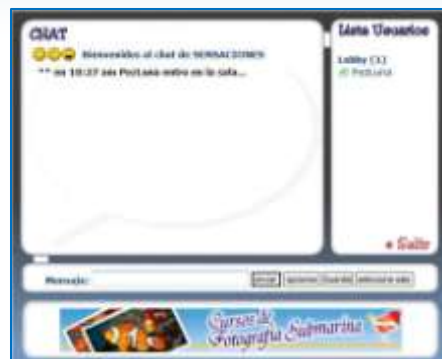 CHAT
Bienvenidos al chat de SENSACIONES
** en 10:27 am PezLuna entro en la sala...
Lista Usuarios
Lobby (1)
PezLuna
Salir
Mensaje:
enviar
Cursos de
Fotografía Submarina